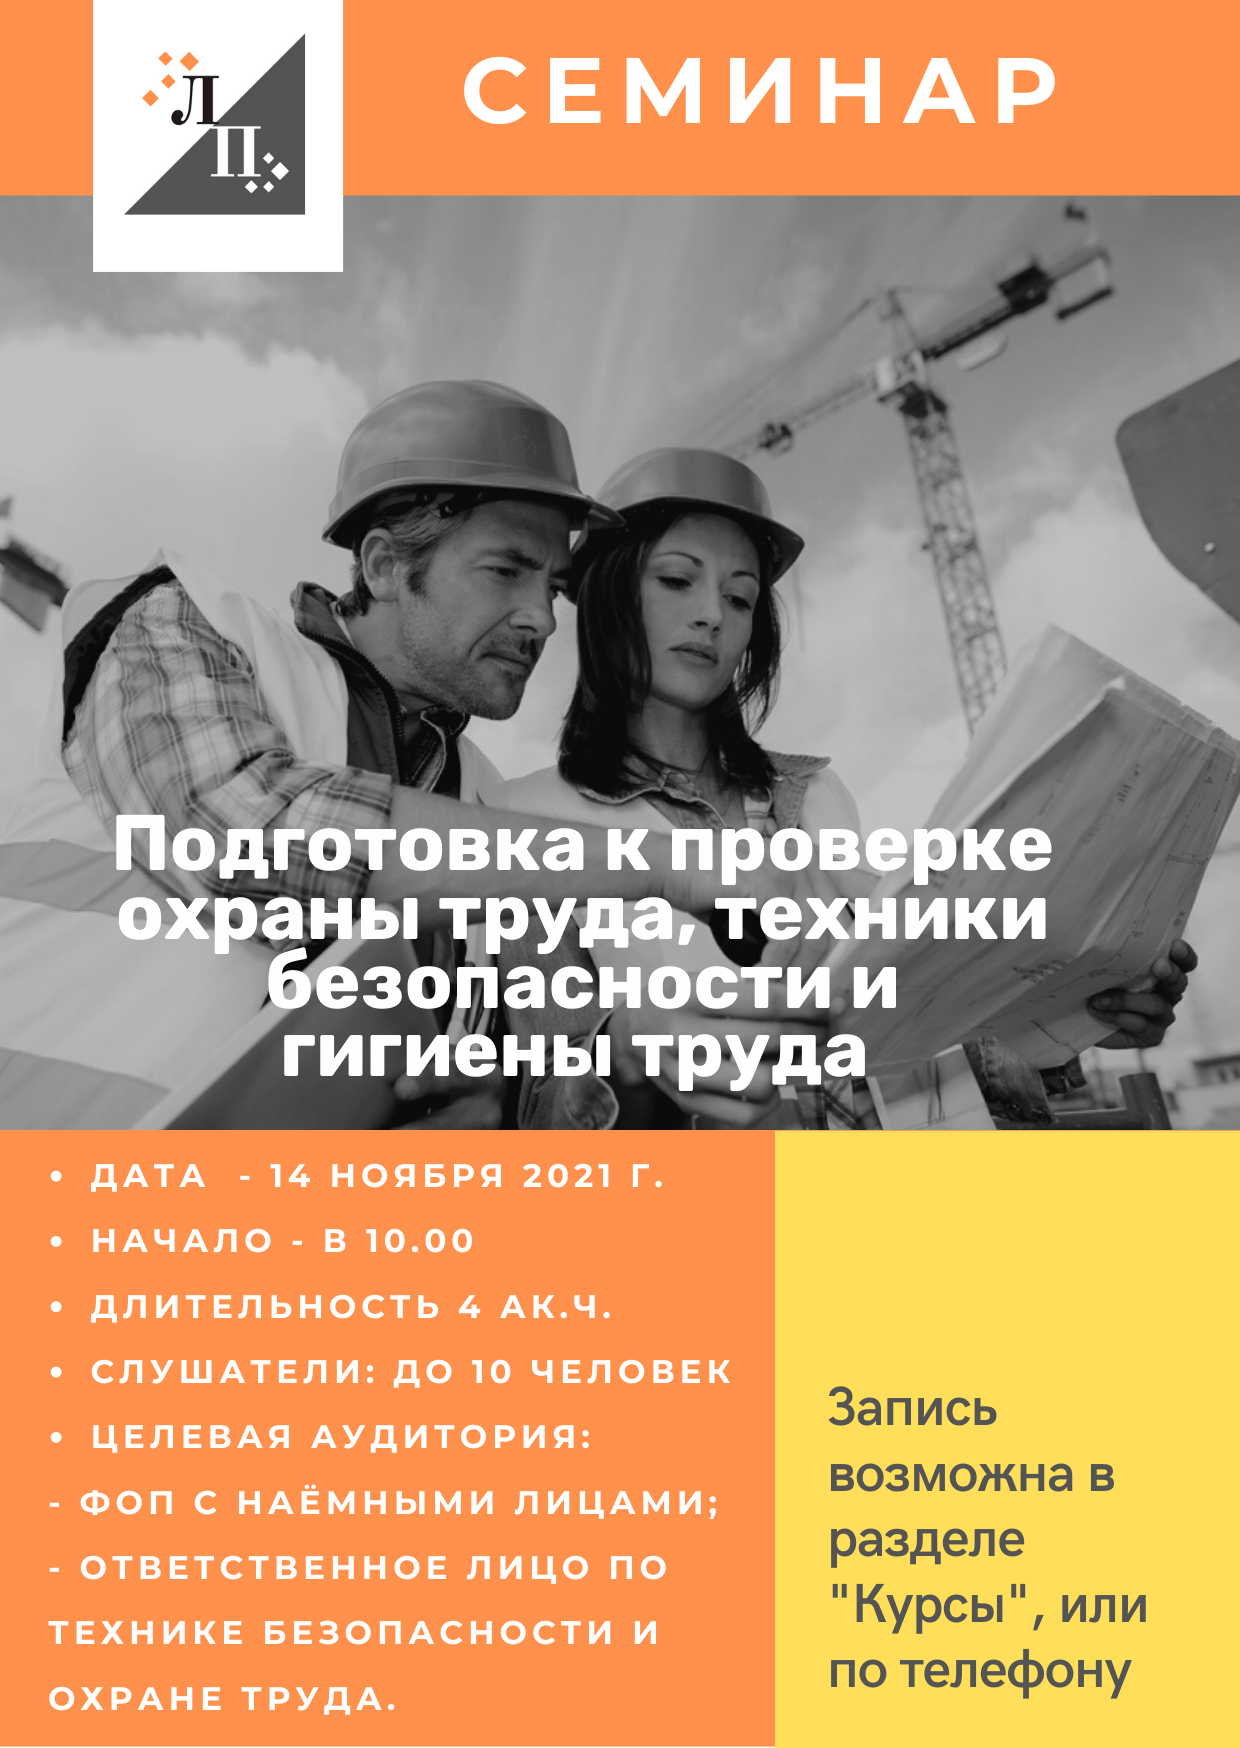 ЛП
СЕМИНАР
Подготовка к проверке
охраны труда, техники
безопасности и
гигиены труда
• ДАТА - 14 НОЯБРЯ 2021 Г.
• НАЧАЛО - В 10.00
• ДЛИТЕЛЬНОСТЬ 4 АК.Ч.
• СЛУШАТЕЛИ: ДО 10 ЧЕЛОВЕК
• ЦЕЛЕВАЯ АУДИТОРИЯ:
- ФОП С НАЁМНЫМИ ЛИЦАМИ;
- ОТВЕТСТВЕННОЕ ЛИЦО ПО
ТЕХНИКЕ БЕЗОПАСНОСТИ И
ОХРАНЕ ТРУДА.
Запись
возможна в
разделе
"Курсы", или
по телефону